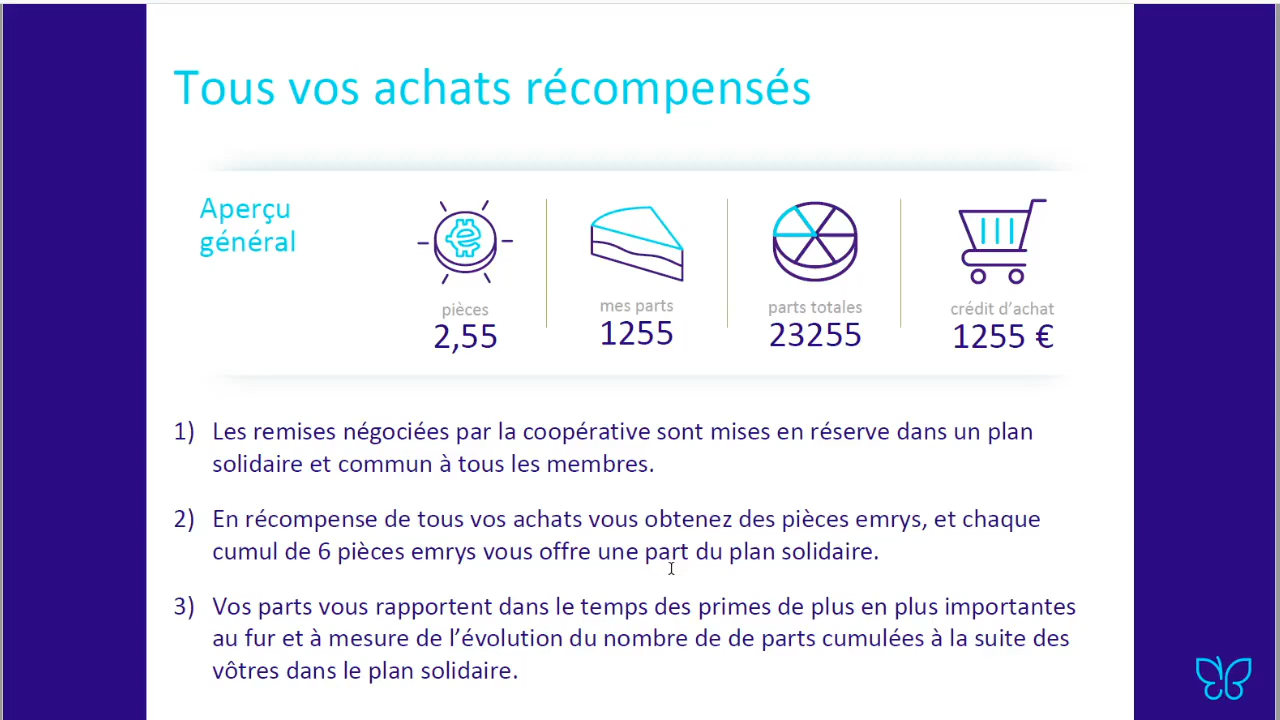 Tous vos achats récompensés
Aperçu
général
pièces
2,55
mes parts
1255
parts totales
23255
crédit d’achat
1255 €
1) Les remises négociées par la coopérative sont mises en réserve dans un plan
solidaire et commun à tous les membres.
2) En récompense de tous vos achats vous obtenez des pièces emrys, et chaque
cumul de 6 pièces emrys vous offre une part du plan solidaire.
3) Vos parts vous rapportent dans le temps des primes de plus en plus importantes
au fur et à mesure de l’évolution du nombre de de parts cumulées à la suite des
vôtres dans le plan solidaire.